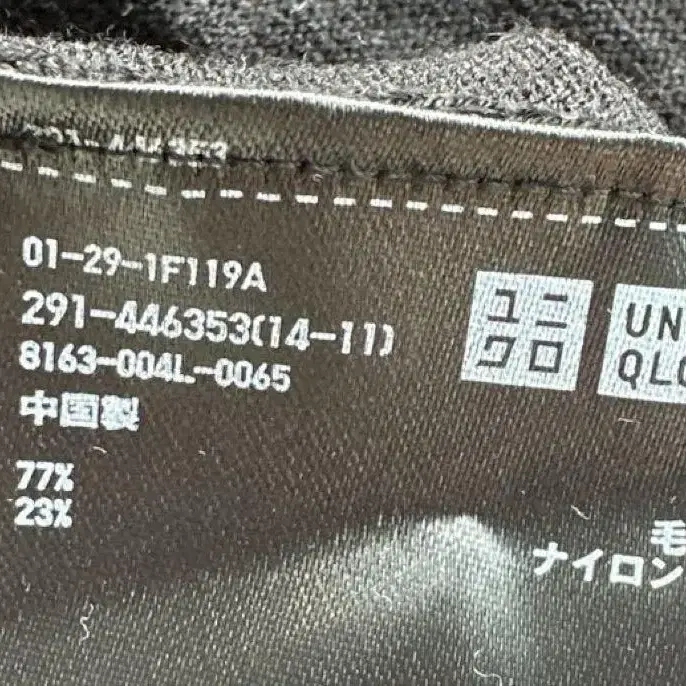 01-29-1F119A
291-446353(14-11)
8163-004L-0065
中国製
ユニ
クロ
UN
QLO
77%
23%
毛
ナイロン